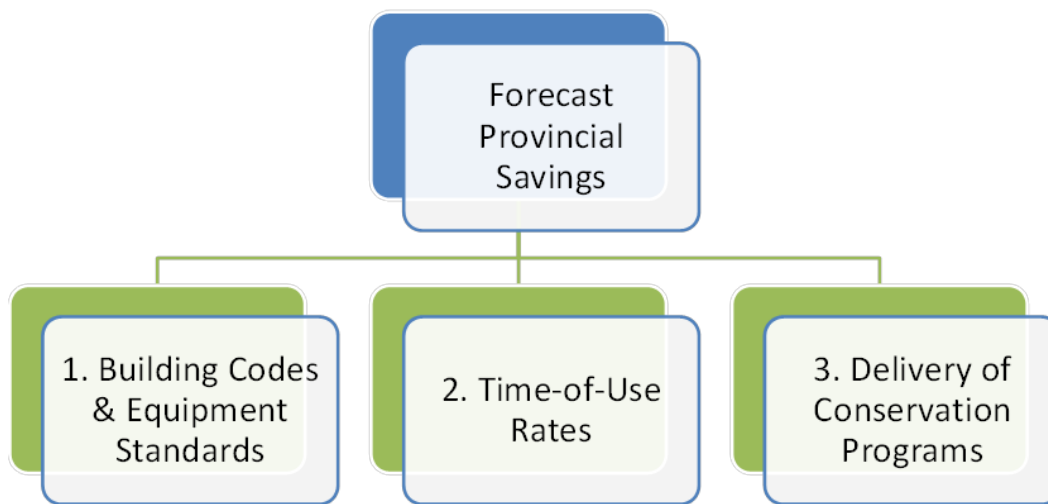 Forecast
Provincial
Savings
1. Building Codes
& Equipment
Standards
2. Time-of-Use
Rates
3. Delivery of
Conservation
Programs